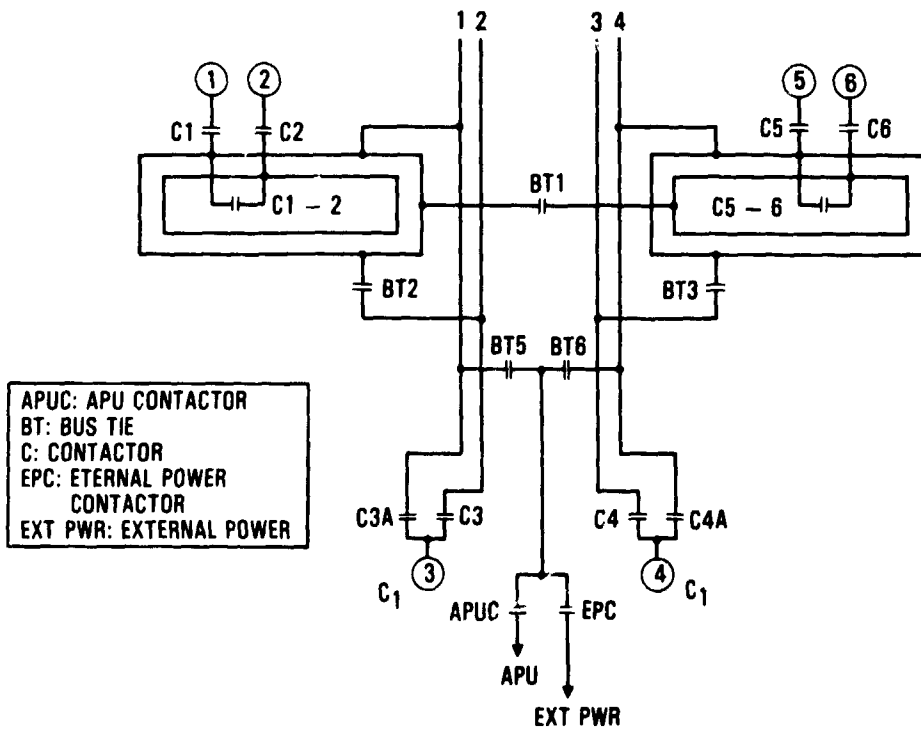 1 2 3 4
1 2 5 6
C1 C2 C5 C6
BT1
C1 – 2 C5 – 6
BT2 BT3
BT5 BT6
APUC: APU CONTACTOR
BT: BUS TIE
C: CONTACTOR
EPC: ETERNAL POWER
CONTACTOR
EXT PWR: EXTERNAL POWER
C3A C3 C4 C4A
3 4
C1 C1
APUC EPC
APU
EXT PWR